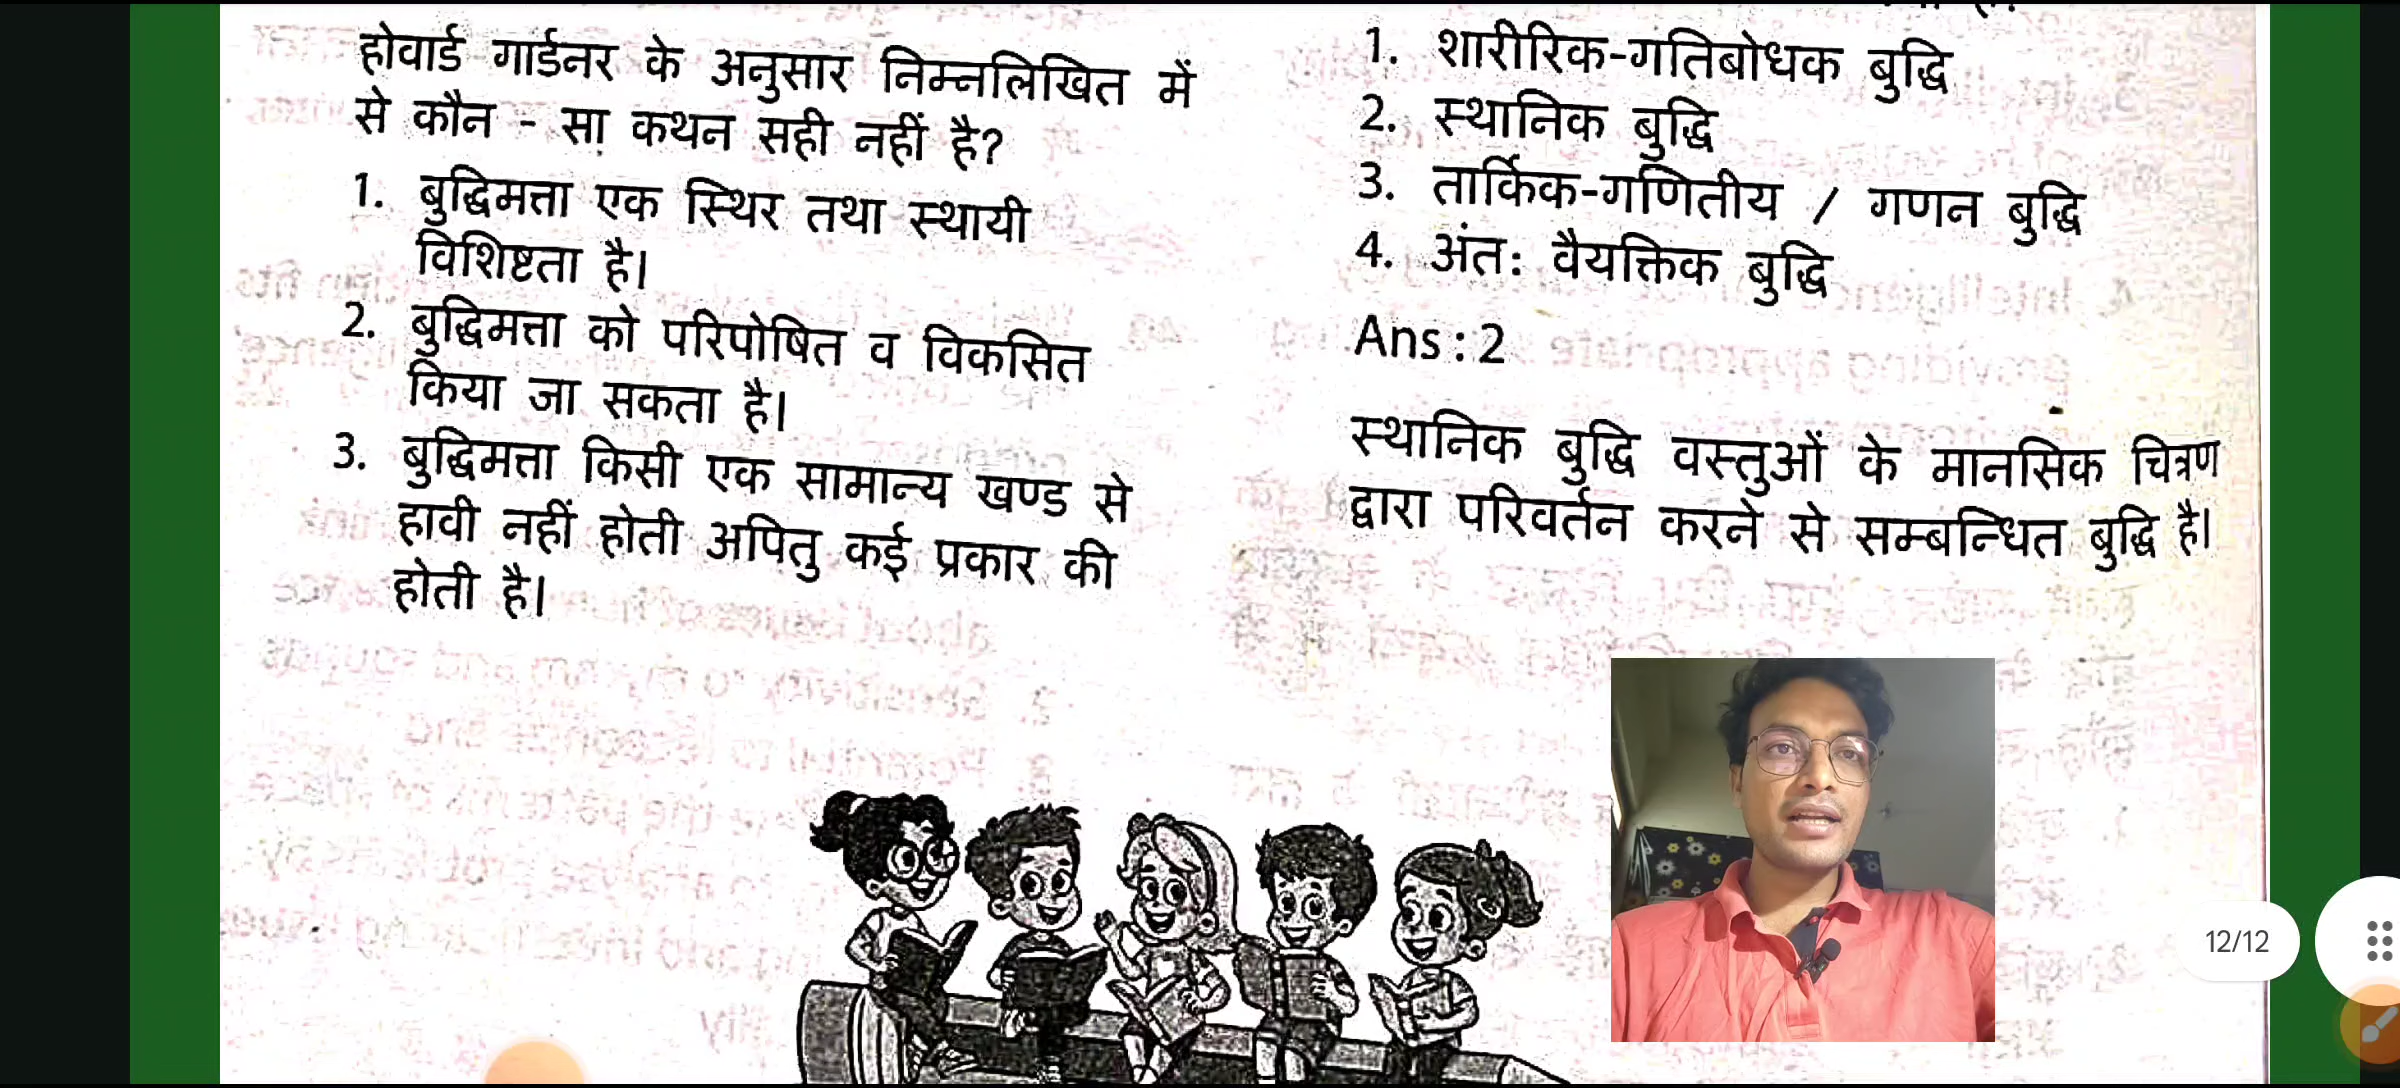 होवार्ड गार्डनर के अनुसार निम्नलिखित में
से कौन - सा कथन सही नहीं है?
1. बुद्धिमत्ता एक स्थिर तथा स्थायी
विशिष्टता है।
2. बुद्धिमत्ता को परिपोषित व विकसित
किया जा सकता है।
3. बुद्धिमत्ता किसी एक सामान्य खण्ड से
हावी नहीं होती अपितु कई प्रकार की
होती है।
1. शारीरिक-गतिबोधक बुद्धि
2. स्थानिक बुद्धि
3. तार्किक-गणितीय / गणन बुद्धि
4. अंतः वैयक्तिक बुद्धि
Ans : 2
स्थानिक बुद्धि वस्तुओं के मानसिक चित्रण
द्वारा परिवर्तन करने से सम्बन्धित बुद्धि है।
12/12